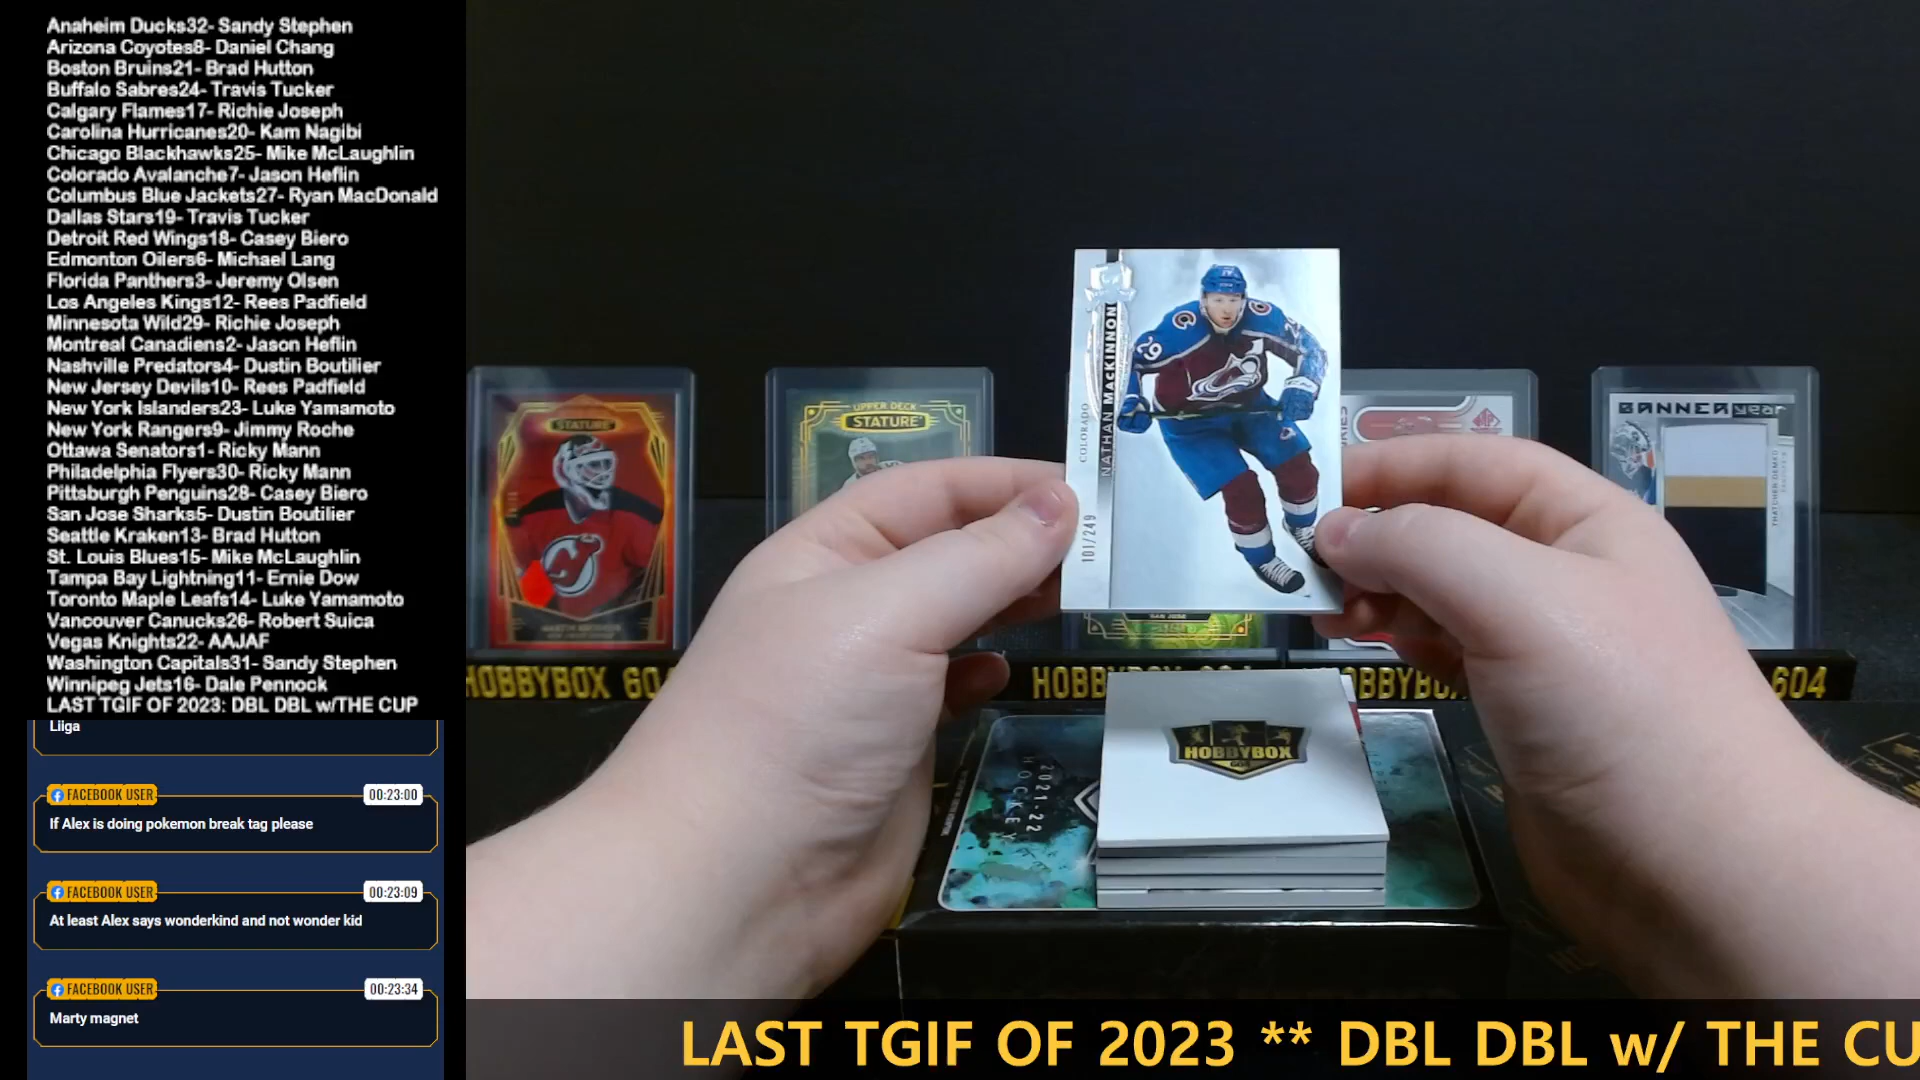 Anaheim Ducks32- Sandy Stephen
Arizona Coyotes8- Daniel Chang
Boston Bruins21- Brad Hutton
Buffalo Sabres24- Travis Tucker
Calgary Flames17- Richie Joseph
Carolina Hurricanes20- Kam Nagibi
Chicago Blackhawks25- Mike McLaughlin
Colorado Avalanche7- Jason Heflin
Columbus Blue Jackets27- Ryan MacDonald
Dallas Stars19- Travis Tucker
Detroit Red Wings18- Casey Biero
Edmonton Oilers6- Michael Lang
Florida Panthers3- Jeremy Olsen
Los Angeles Kings12- Rees Padfield
Minnesota Wild29- Richie Joseph
Montreal Canadiens2- Jason Heflin
Nashville Predators4- Dustin Boutilier
New Jersey Devils10- Rees Padfield
New York Islanders23- Luke Yamamoto
New York Rangers9- Jimmy Roche
Ottawa Senators1- Ricky Mann
Philadelphia Flyers30- Ricky Mann
Pittsburgh Penguins28- Casey Biero
San Jose Sharks5- Dustin Boutilier
Seattle Kraken13- Brad Hutton
St. Louis Blues15- Mike McLaughlin
Tampa Bay Lightning11- Ernie Dow
Toronto Maple Leafs14- Luke Yamamoto
Vancouver Canucks26- Robert Suica
Vegas Knights22- AAJAF
Washington Capitals31- Sandy Stephen
Winnipeg Jets16- Dale Pennock
LAST TGIF OF 2023: DBL DBL w/THE CUP
Liiga
FACEBOOK USER 00:23:00
If Alex is doing pokemon break tag please
FACEBOOK USER 00:23:09
At least Alex says wonderkind and not wonder kid
FACEBOOK USER 00:23:34
Marty magnet
STATURE
UPPER DECK
STATURE
COLORADO
NATHAN MACKINNON
101/249
29
BANNER year
THATCHER DEMKO
SAN JOSE
HOBBYBOX 60
HOBB
604
HOBBYBOX
2021-22
HOCKEY
LAST TGIF OF 2023 ** DBL DBL w/ THE CU